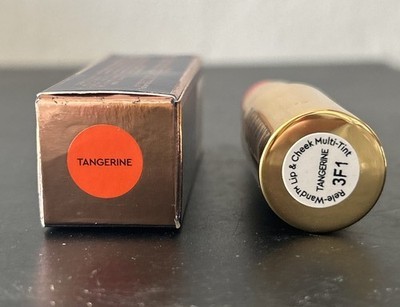 TANGERINE
Rele-Wand™ Lip & Cheek Multi-Tint
TANGERINE
3F1